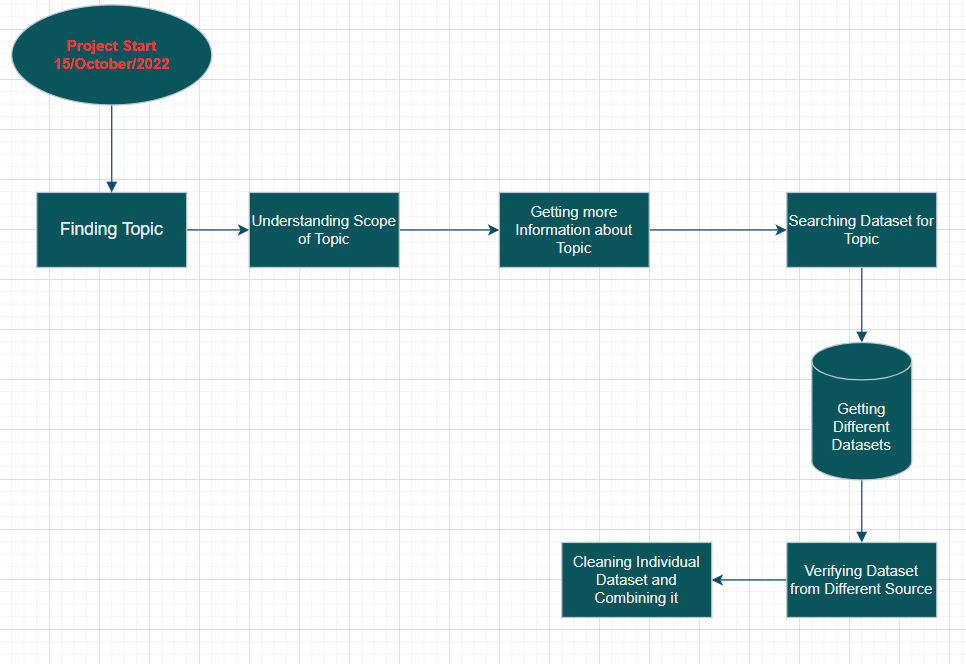 Project Start
15/October/2022
Finding Topic
Understanding Scope
of Topic
Getting more
Information about
Topic
Searching Dataset for
Topic
Getting
Different
Datasets
Verifying Dataset
from Different Source
Cleaning Individual
Dataset and
Combining it